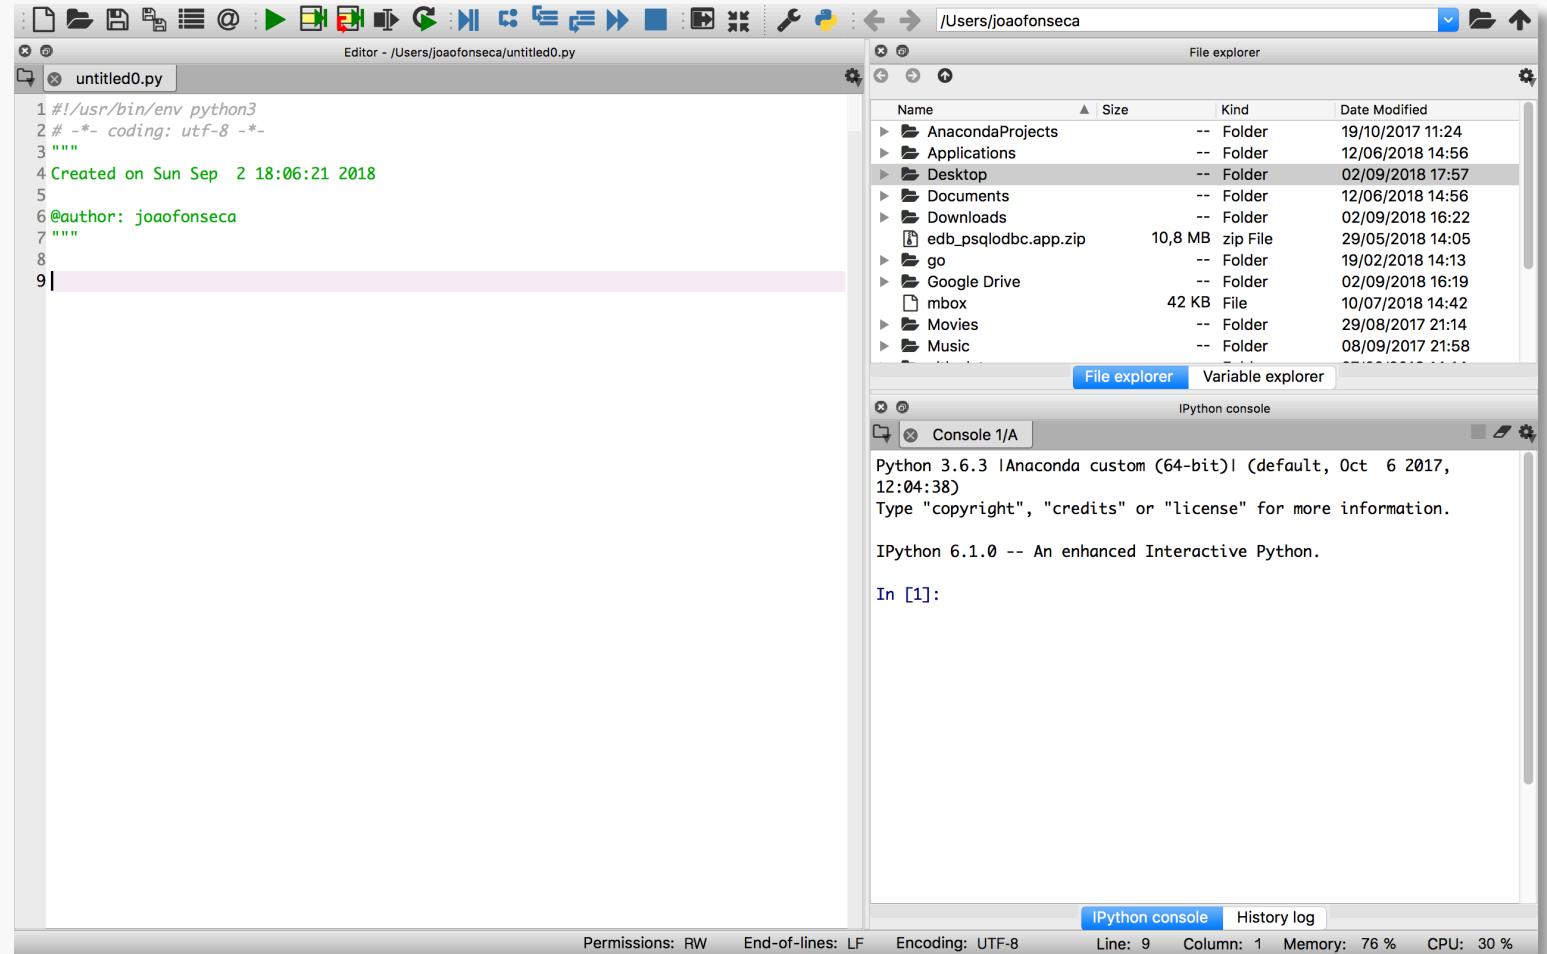 /Users/joaofonseca
Editor - /Users/joaofonseca/untitled0.py
untitled0.py
1 #!/usr/bin/env python3
2 # -*- coding: utf-8 -*-
3 """
4 Created on Sun Sep  2 18:06:21 2018
5
6 @author: joaofonseca
7 """
8
9
File explorer
Name Size Kind Date Modified
AnacondaProjects -- Folder 19/10/2017 11:24
Applications -- Folder 12/06/2018 14:56
Desktop -- Folder 02/09/2018 17:57
Documents -- Folder 12/06/2018 14:56
Downloads -- Folder 02/09/2018 16:22
edb_psqlodbc.app.zip 10,8 MB zip File 29/05/2018 14:05
go -- Folder 19/02/2018 14:13
Google Drive -- Folder 02/09/2018 16:19
mbox 42 KB File 10/07/2018 14:42
Movies -- Folder 29/08/2017 21:14
Music -- Folder 08/09/2017 21:58
File explorer Variable explorer
IPython console
Console 1/A
Python 3.6.3 |Anaconda custom (64-bit)| (default, Oct  6 2017,
12:04:38)
Type "copyright", "credits" or "license" for more information.
IPython 6.1.0 -- An enhanced Interactive Python.
In [1]:
IPython console History log
Permissions: RW End-of-lines: LF Encoding: UTF-8 Line: 9 Column: 1 Memory: 76 % CPU: 30 %